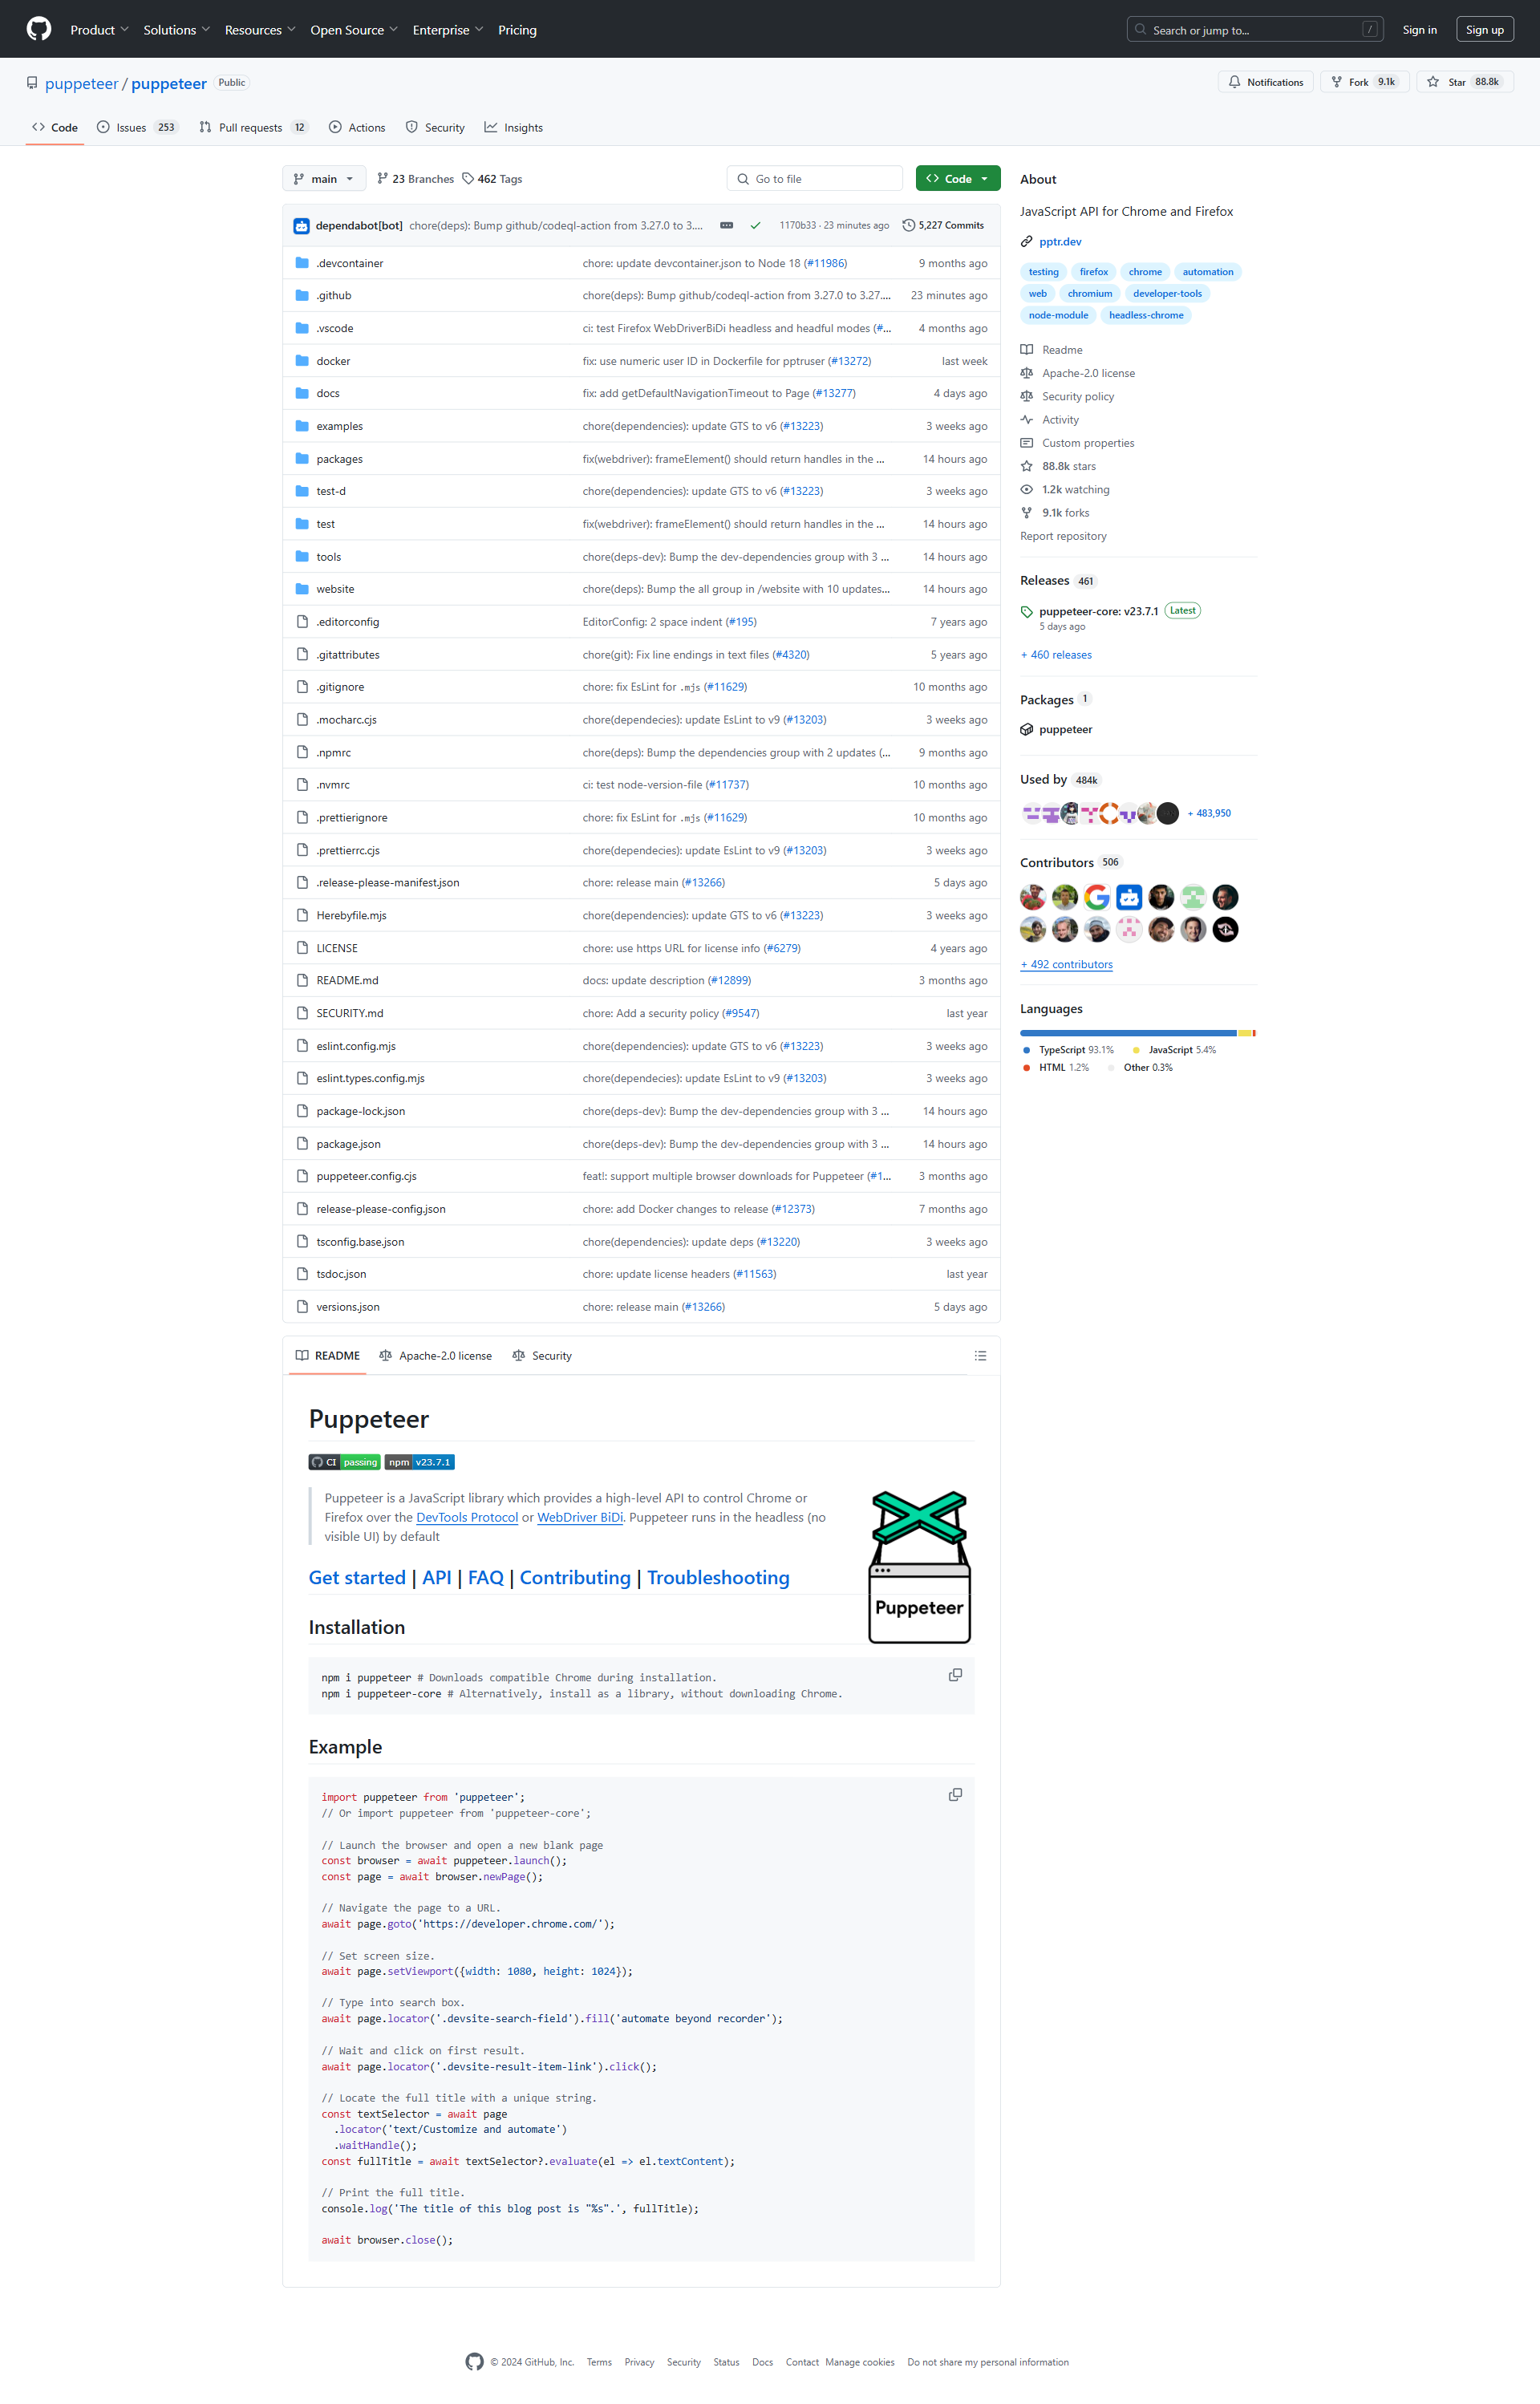 Product Solutions Resources Open Source Enterprise Pricing Search or jump to... / Sign in Sign up
puppeteer / puppeteer Public Notifications Fork 9.1k Star 88.8k
Code Issues 253 Pull requests 12 Actions Security Insights
main 23 Branches 462 Tags Go to file Code
dependabot[bot] chore(deps): Bump github/codeql-action from 3.27.0 to 3.... 1170b33 · 23 minutes ago 5,227 Commits
.devcontainer chore: update devcontainer.json to Node 18 (#11986) 9 months ago
.github chore(deps): Bump github/codeql-action from 3.27.0 to 3.27.... 23 minutes ago
.vscode ci: test Firefox WebDriverBiDi headless and headful modes (#... 4 months ago
docker fix: use numeric user ID in Dockerfile for pptruser (#13272) last week
docs fix: add getDefaultNavigationTimeout to Page (#13277) 4 days ago
examples chore(dependencies): update GTS to v6 (#13223) 3 weeks ago
packages fix(webdriver): frameElement() should return handles in the ... 14 hours ago
test-d chore(dependencies): update GTS to v6 (#13223) 3 weeks ago
test fix(webdriver): frameElement() should return handles in the ... 14 hours ago
tools chore(deps-dev): Bump the dev-dependencies group with 3 ... 14 hours ago
website chore(deps): Bump the all group in /website with 10 updates... 14 hours ago
.editorconfig EditorConfig: 2 space indent (#195) 7 years ago
.gitattributes chore(git): Fix line endings in text files (#4320) 5 years ago
.gitignore chore: fix EsLint for .mjs (#11629) 10 months ago
.mocharc.cjs chore(dependecies): update EsLint to v9 (#13203) 3 weeks ago
.npmrc chore(deps): Bump the dependencies group with 2 updates (... 9 months ago
.nvmrc ci: test node-version-file (#11737) 10 months ago
.prettierignore chore: fix EsLint for .mjs (#11629) 10 months ago
.prettierrc.cjs chore(dependecies): update EsLint to v9 (#13203) 3 weeks ago
.release-please-manifest.json chore: release main (#13266) 5 days ago
Herebyfile.mjs chore(dependencies): update GTS to v6 (#13223) 3 weeks ago
LICENSE chore: use https URL for license info (#6279) 4 years ago
README.md docs: update description (#12899) 3 months ago
SECURITY.md chore: Add a security policy (#9547) last year
eslint.config.mjs chore(dependencies): update GTS to v6 (#13223) 3 weeks ago
eslint.types.config.mjs chore(dependecies): update EsLint to v9 (#13203) 3 weeks ago
package-lock.json chore(deps-dev): Bump the dev-dependencies group with 3 ... 14 hours ago
package.json chore(deps-dev): Bump the dev-dependencies group with 3 ... 14 hours ago
puppeteer.config.cjs feat!: support multiple browser downloads for Puppeteer (#1... 3 months ago
release-please-config.json chore: add Docker changes to release (#12373) 7 months ago
tsconfig.base.json chore(dependencies): update deps (#13220) 3 weeks ago
tsdoc.json chore: update license headers (#11563) last year
versions.json chore: release main (#13266) 5 days ago
README Apache-2.0 license Security
Puppeteer
CI passing npm v23.7.1
Puppeteer is a JavaScript library which provides a high-level API to control Chrome or
Firefox over the DevTools Protocol or WebDriver BiDi. Puppeteer runs in the headless (no
visible UI) by default
Puppeteer
Get started | API | FAQ | Contributing | Troubleshooting
Installation
npm i puppeteer # Downloads compatible Chrome during installation.
npm i puppeteer-core # Alternatively, install as a library, without downloading Chrome.
Example
import puppeteer from 'puppeteer';
// Or import puppeteer from 'puppeteer-core';
// Launch the browser and open a new blank page
const browser = await puppeteer.launch();
const page = await browser.newPage();
// Navigate the page to a URL.
await page.goto('https://developer.chrome.com/');
// Set screen size.
await page.setViewport({width: 1080, height: 1024});
// Type into search box.
await page.locator('.devsite-search-field').fill('automate beyond recorder');
// Wait and click on first result.
await page.locator('.devsite-result-item-link').click();
// Locate the full title with a unique string.
const textSelector = await page
.locator('text/Customize and automate')
.waitHandle();
const fullTitle = await textSelector?.evaluate(el => el.textContent);
// Print the full title.
console.log('The title of this blog post is "%s".', fullTitle);
await browser.close();
About
JavaScript API for Chrome and Firefox
pptr.dev
testing firefox chrome automation
web chromium developer-tools
node-module headless-chrome
Readme
Apache-2.0 license
Security policy
Activity
Custom properties
88.8k stars
1.2k watching
9.1k forks
Report repository
Releases 461
puppeteer-core: v23.7.1 Latest
5 days ago
+ 460 releases
Packages 1
puppeteer
Used by 484k
+ 483,950
Contributors 506
+ 492 contributors
Languages
TypeScript 93.1% JavaScript 5.4%
HTML 1.2% Other 0.3%
© 2024 GitHub, Inc. Terms Privacy Security Status Docs Contact Manage cookies Do not share my personal information